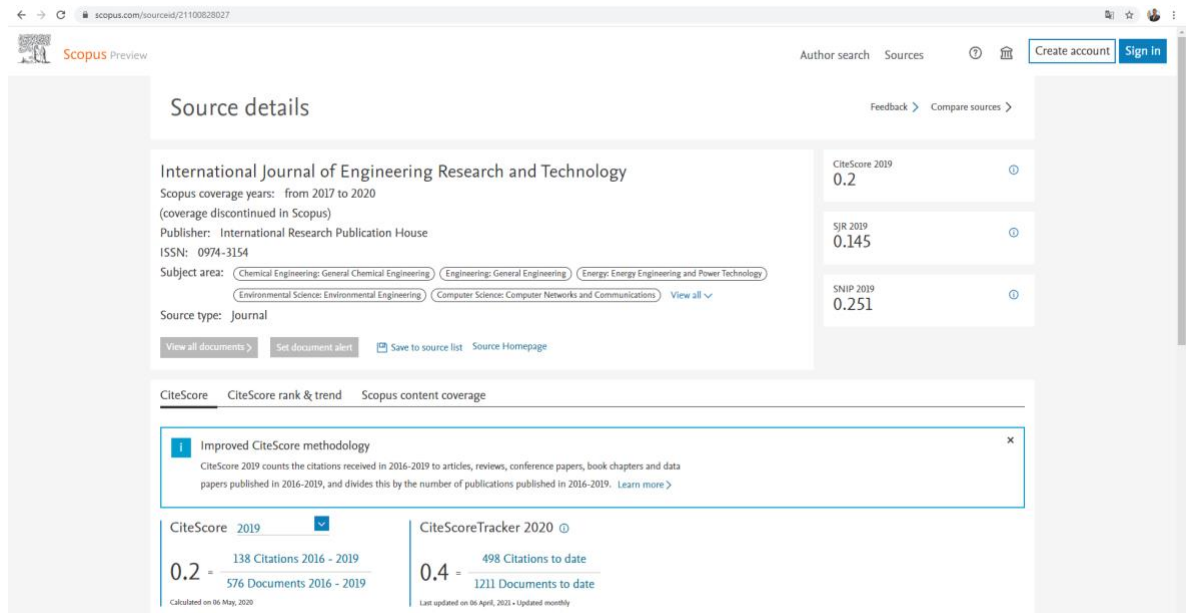 scopus.com/sourceid/21100828027
Scopus Preview
Author search Sources
Create account Sign in
Source details
Feedback Compare sources
International Journal of Engineering Research and Technology
Scopus coverage years: from 2017 to 2020
(coverage discontinued in Scopus)
Publisher: International Research Publication House
ISSN: 0974-3154
Subject area: Chemical Engineering: General Chemical Engineering Engineering: General Engineering Energy: Energy Engineering and Power Technology
Environmental Science: Environmental Engineering Computer Science: Computer Networks and Communications View all
Source type: Journal
View all documents > Set document alert Save to source list Source Homepage
CiteScore 2019
0.2
SJR 2019
0.145
SNIP 2019
0.251
CiteScore CiteScore rank & trend Scopus content coverage
i Improved CiteScore methodology
CiteScore 2019 counts the citations received in 2016-2019 to articles, reviews, conference papers, book chapters and data
papers published in 2016-2019, and divides this by the number of publications published in 2016-2019. Learn more >
CiteScore 2019
0.2 =
138 Citations 2016 - 2019
576 Documents 2016 - 2019
Calculated on 06 May, 2020
CiteScoreTracker 2020
0.4 =
498 Citations to date
1211 Documents to date
Last updated on 06 April, 2021 • Updated monthly